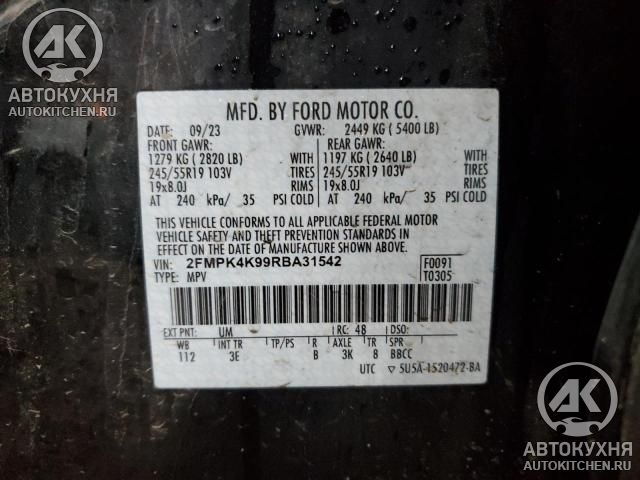 AK
АВТОКУХНЯ
AUTOKITCHEN.RU
MFD. BY FORD MOTOR CO.
DATE: 09/23 GVWR: 2449 KG ( 5400 LB)
FRONT GAWR: REAR GAWR:
1279 KG ( 2820 LB) WITH 1197 KG ( 2640 LB) WITH
245/55R19 103V TIRES 245/55R19 103V TIRES
19x8.0J RIMS 19x8.0J RIMS
AT 240 kPa/ 35 PSI COLD AT 240 kPa/ 35 PSI COLD
THIS VEHICLE CONFORMS TO ALL APPLICABLE FEDERAL MOTOR
VEHICLE SAFETY AND THEFT PREVENTION STANDARDS IN
EFFECT ON THE DATE OF MANUFACTURE SHOWN ABOVE.
VIN: 2FMPK4K99RBA31542 F0091
TYPE: MPV T0305
EXT PNT: UM RC: 48 DSO:
WB INT TR TP/PS R AXLE TR SPR
112 3E B 3K 8 BBCC
UTC ▽ 5U5A-1520472-BA
AK
АВТОКУХНЯ
AUTOKITCHEN.RU